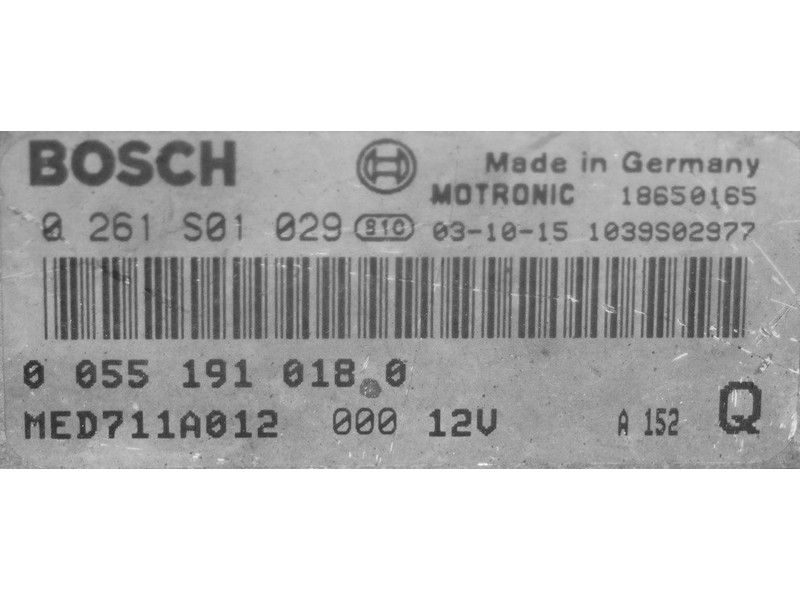 BOSCH Made in Germany
MOTRONIC 18650165
0 261 S01 029 910 03-10-15 1039S02977
0 055 191 018 0
MED711A012 000 12V A 152 Q